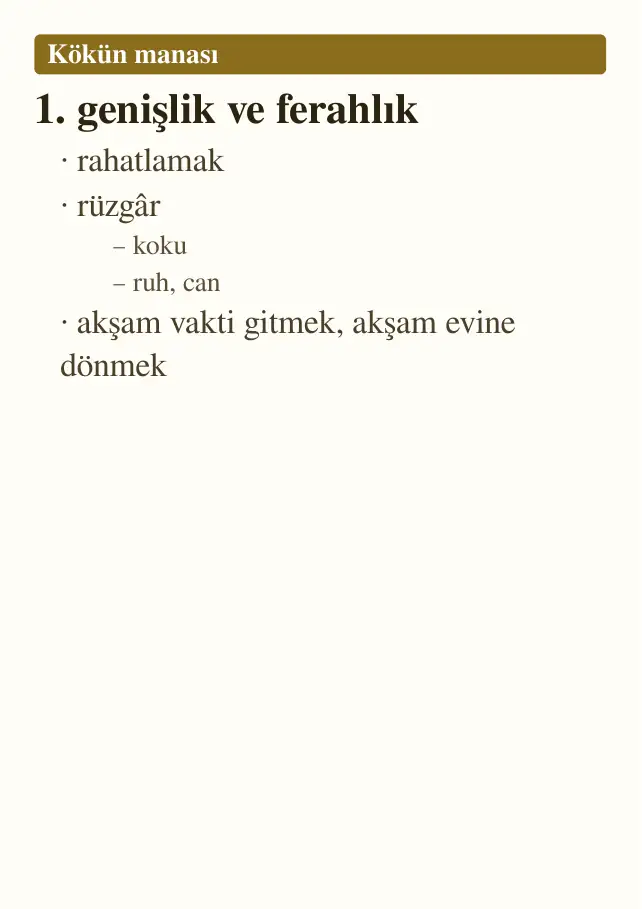 Kökün manası
1. genişlik ve ferahlık
· rahatlamak
· rüzgâr
– koku
– ruh, can
· akşam vakti gitmek, akşam evine
dönmek